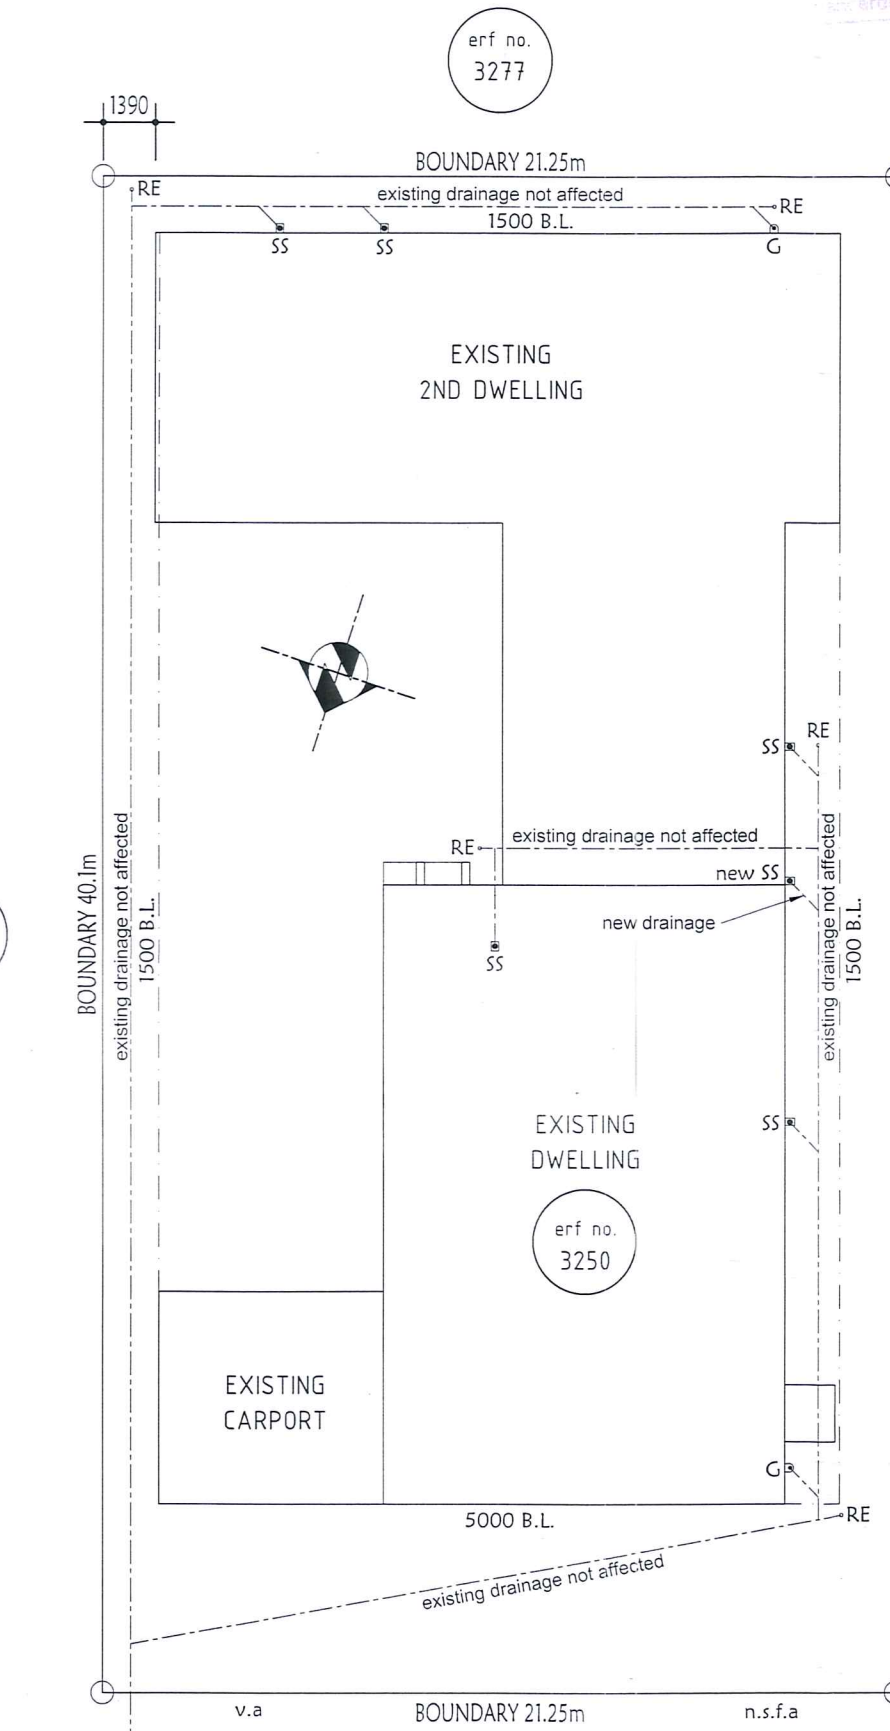 erf no.
3277
1390
BOUNDARY 21.25m
RE
existing drainage not affected
RE
1500 B.L.
SS
SS
G
EXISTING
2ND DWELLING
N
SS
RE
RE
existing drainage not affected
new SS
new drainage
SS
BOUNDARY 40.1m
existing drainage not affected
1500 B.L.
existing drainage not affected
1500 B.L.
EXISTING
DWELLING
SS
erf no.
3250
EXISTING
CARPORT
G
5000 B.L.
RE
existing drainage not affected
v.a
BOUNDARY 21.25m
n.s.f.a